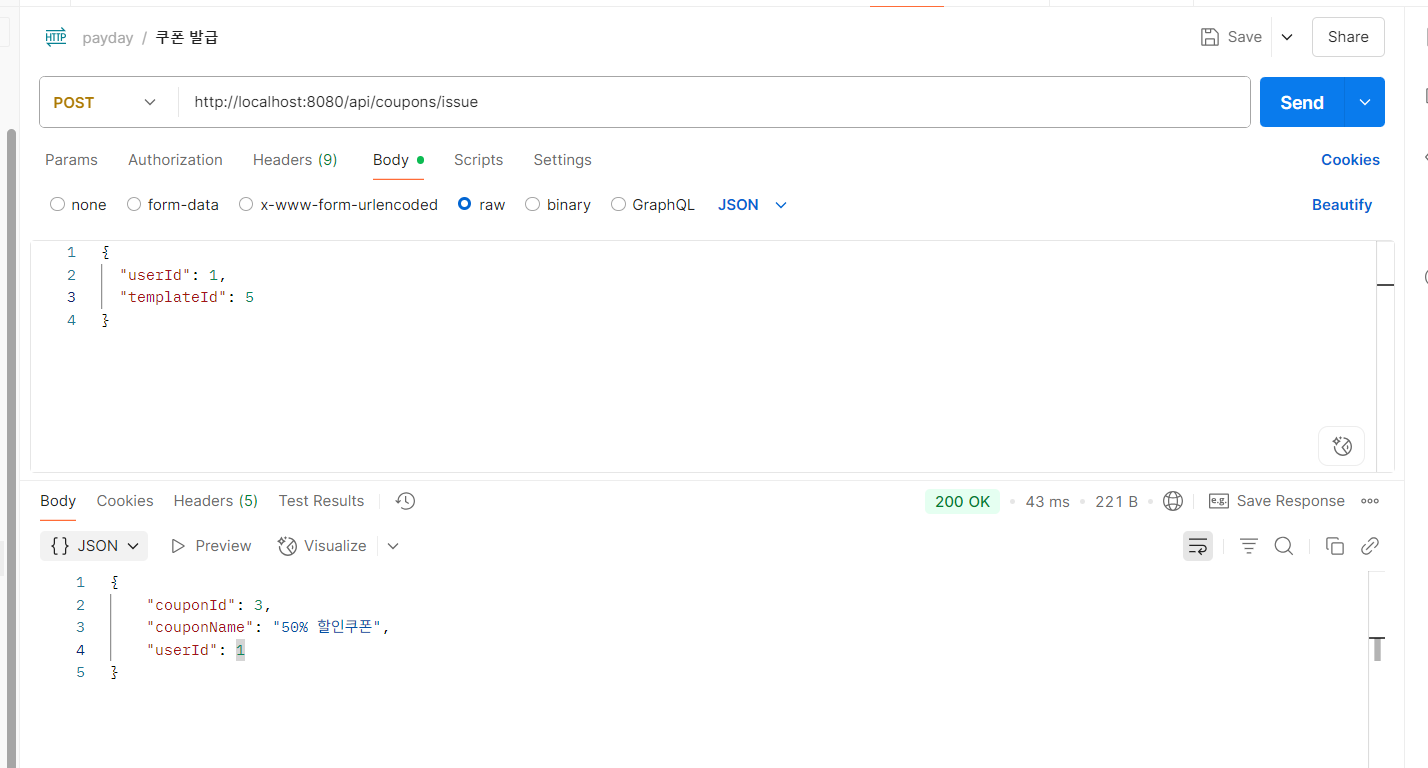 HTTP payday / 쿠폰 발급 Save Share
POST http://localhost:8080/api/coupons/issue Send
Params Authorization Headers (9) Body Scripts Settings Cookies
none form-data x-www-form-urlencoded raw binary GraphQL JSON Beautify
1 {
2 "userId": 1,
3 "templateId": 5
4 }
Body Cookies Headers (5) Test Results 200 OK • 43 ms • 221 B • e.g. Save Response
{} JSON Preview Visualize
1 {
2 "couponId": 3,
3 "couponName": "50% 할인쿠폰",
4 "userId": 1
5 }